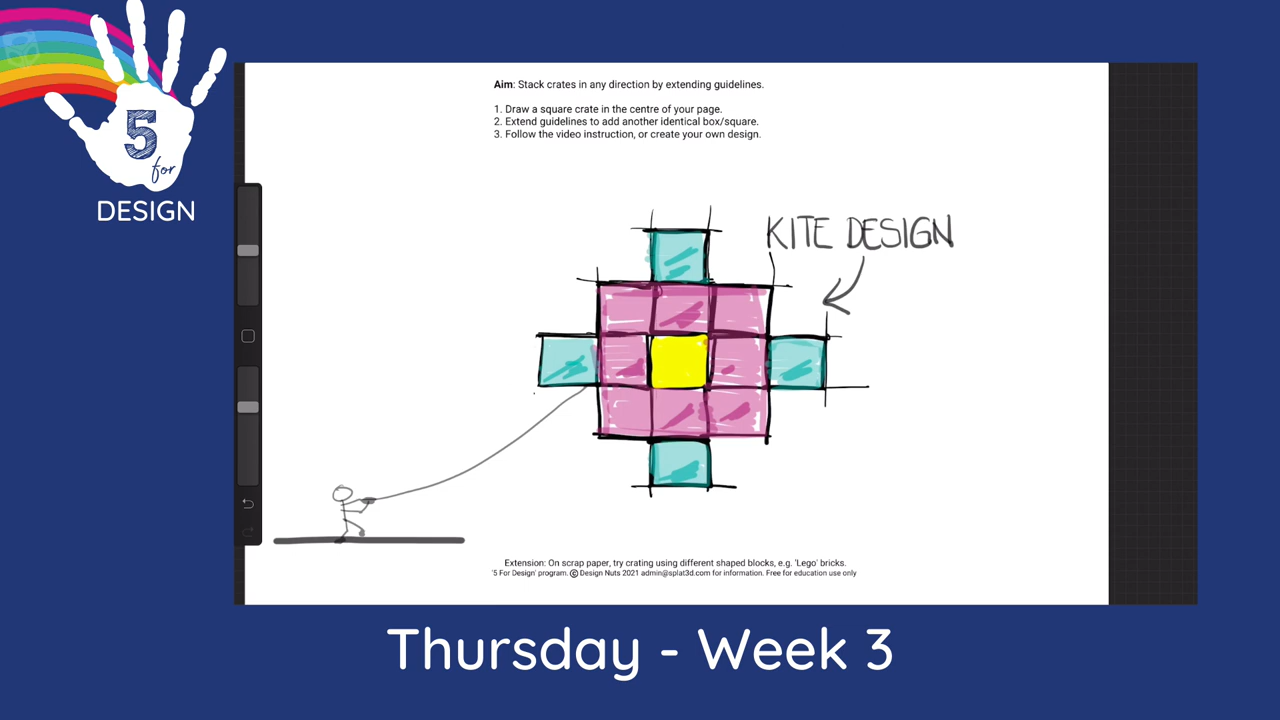 5
for
DESIGN
Aim: Stack crates in any direction by extending guidelines.
1. Draw a square crate in the centre of your page.
2. Extend guidelines to add another identical box/square.
3. Follow the video instruction, or create your own design.
KITE DESIGN
Extension: On scrap paper, try crating using different shaped blocks, e.g. 'Lego' bricks.
'5 For Design' program. © Design Nuts 2021 admin@splat3d.com for information. Free for education use only
Thursday - Week 3